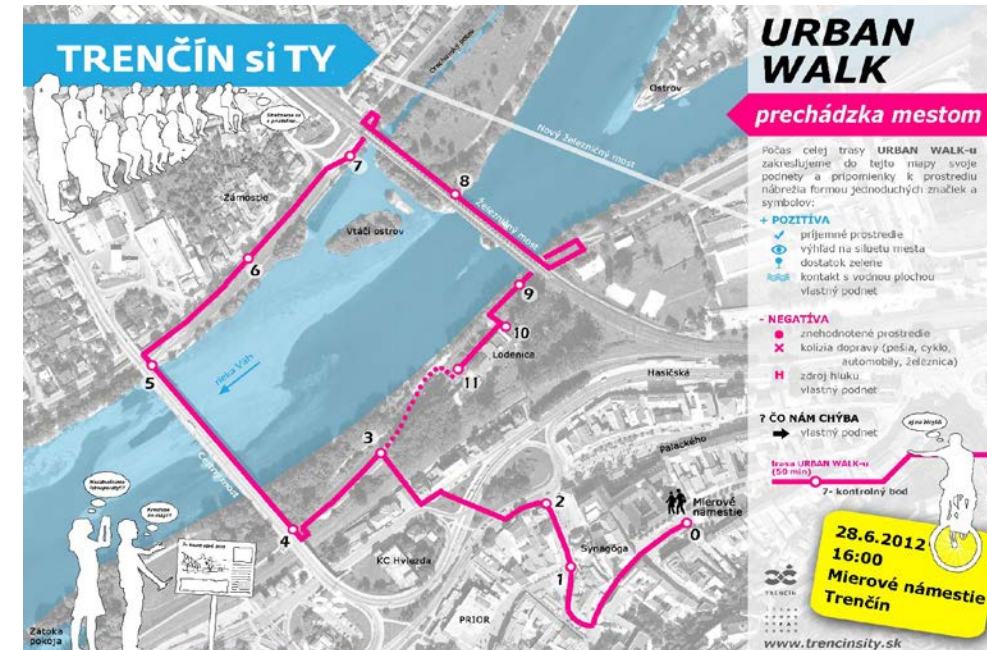 TRENČÍN si TY
URBAN
WALK
prechádzka mestom
Počas celej trasy URBAN WALK-u
zakreslujeme do tejto mapy svoje
podnety a pripomienky k prostrediu
nábrežia formou jednoduchých značiek a
symbolov:
+ POZITÍVA
príjemné prostredie
výhľad na siluetu mesta
dostatok zelene
kontakt s vodnou plochou
vlastný podnet
- NEGATÍVA
znehodnotené prostredie
kolízia dopravy (pešia, cyklo,
automobily, železnica)
H zdroj hluku
vlastný podnet
? ČO NÁM CHÝBA
vlastný podnet
trasa URBAN WALK-u
(50 min)
7- kontrolný bod
28.6.2012
16:00
Mierové námestie
Trenčín
TRENČÍN
www.trencinsity.sk
Ostrov
Nový železničný most
7
8
Železničný most
Zámostie
Vtáčí ostrov
6
9
10
Lodenica
5
rieka Váh
11
Hasičská
3
Palackého
Cestný most
2
Mierové
námestie
0
4
KC Hviezda
Synagóga
1
PRIOR
Zátoka
pokoja